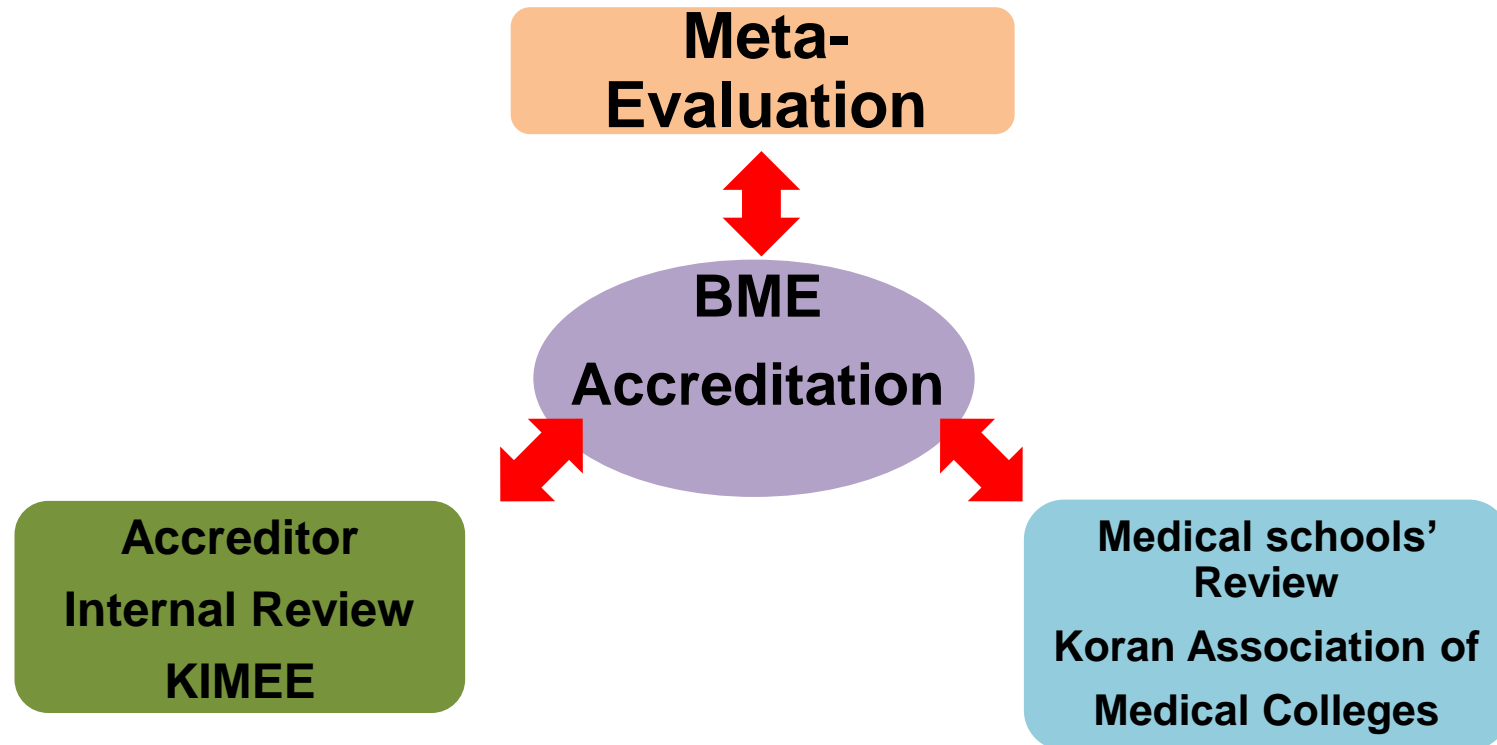 Meta-
Evaluation
BME
Accreditation
Accreditor
Internal Review
KIMEE
Medical schools’
Review
Koran Association of
Medical Colleges